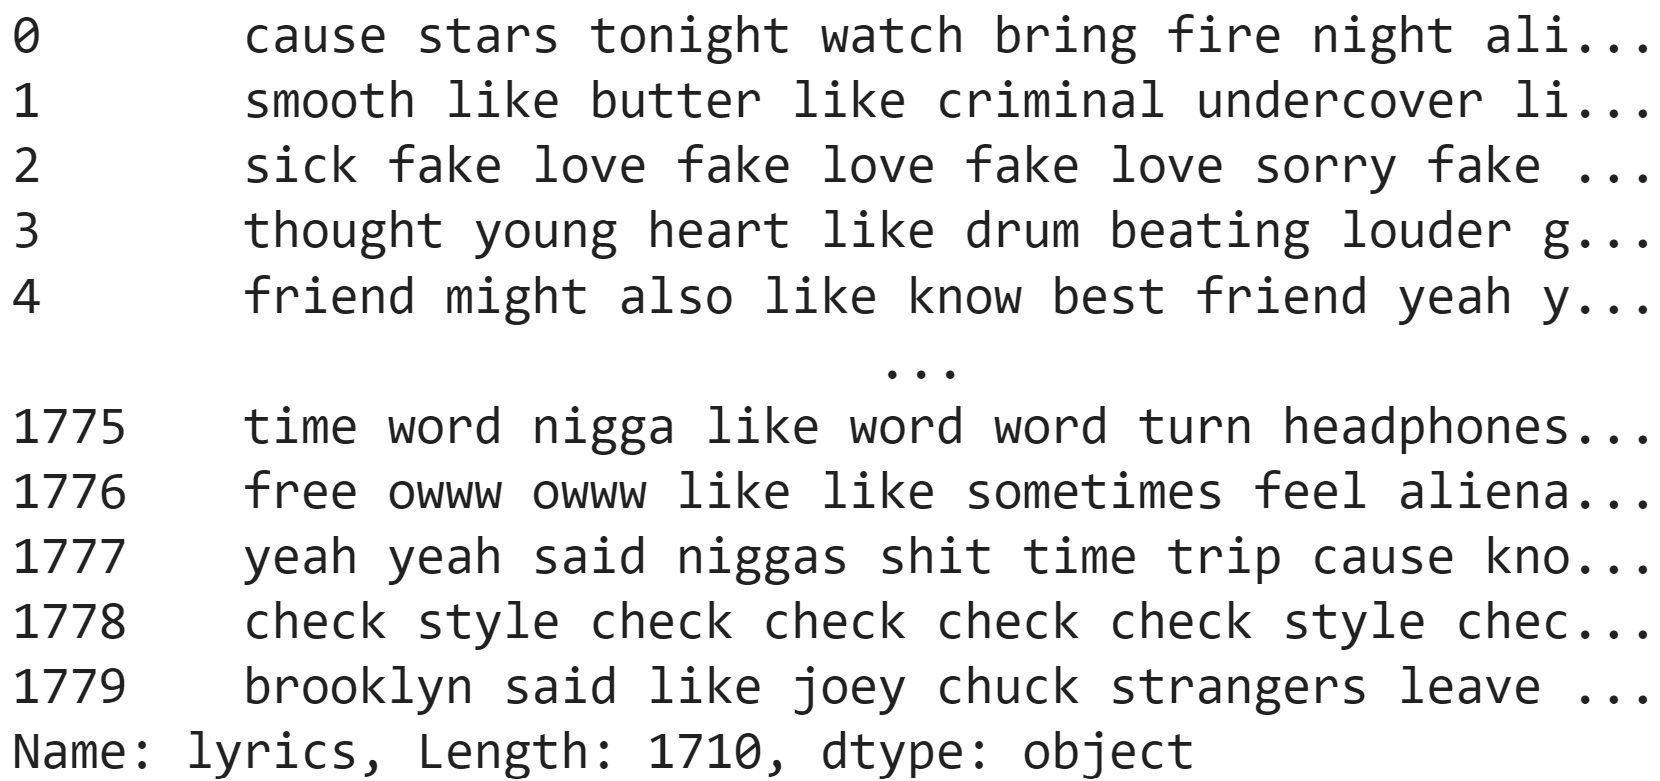 0       cause stars tonight watch bring fire night ali...
1       smooth like butter like criminal undercover li...
2       sick fake love fake love fake love sorry fake ...
3       thought young heart like drum beating louder g...
4       friend might also like know best friend yeah y...
                              ...
1775    time word nigga like word word turn headphones...
1776    free owww owww like like sometimes feel aliena...
1777    yeah yeah said niggas shit time trip cause kno...
1778    check style check check check check style chec...
1779    brooklyn said like joey chuck strangers leave ...
Name: lyrics, Length: 1710, dtype: object